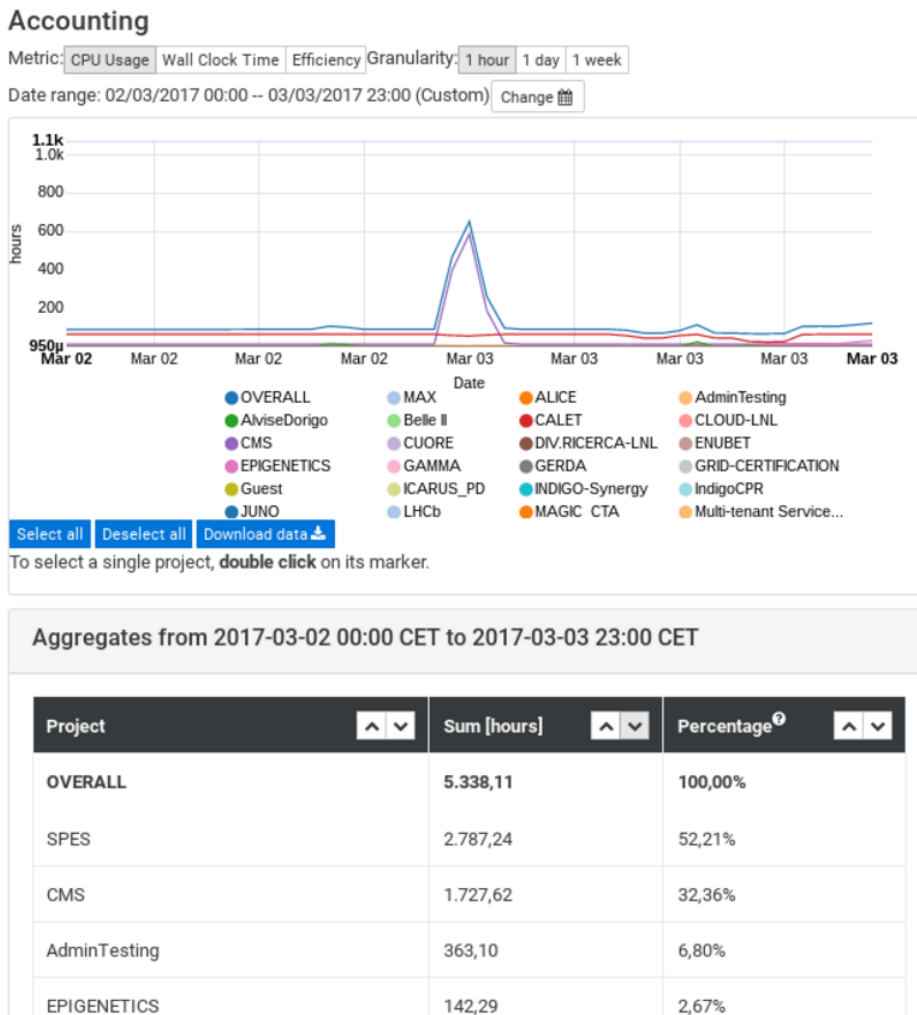 Accounting
Metric: CPU Usage Wall Clock Time Efficiency Granularity: 1 hour 1 day 1 week
Date range: 02/03/2017 00:00 -- 03/03/2017 23:00 (Custom) Change
1.1k
1.0k
800
600
400
200
950µ
hours
Mar 02 Mar 02 Mar 02 Mar 02 Mar 03 Mar 03 Mar 03 Mar 03 Mar 03
Date
OVERALL MAX ALICE AdminTesting
AlviseDorigo Belle II CALET CLOUD-LNL
CMS CUORE DIV.RICERCA-LNL ENUBET
EPIGENETICS GAMMA GERDA GRID-CERTIFICATION
Guest ICARUS_PD INDIGO-Synergy IndigoCPR
JUNO LHCb MAGIC CTA Multi-tenant Service...
Select all Deselect all Download data
To select a single project, double click on its marker.
Aggregates from 2017-03-02 00:00 CET to 2017-03-03 23:00 CET
Project Sum [hours] Percentage?
OVERALL 5.338,11 100,00%
SPES 2.787,24 52,21%
CMS 1.727,62 32,36%
AdminTesting 363,10 6,80%
EPIGENETICS 142,29 2,67%